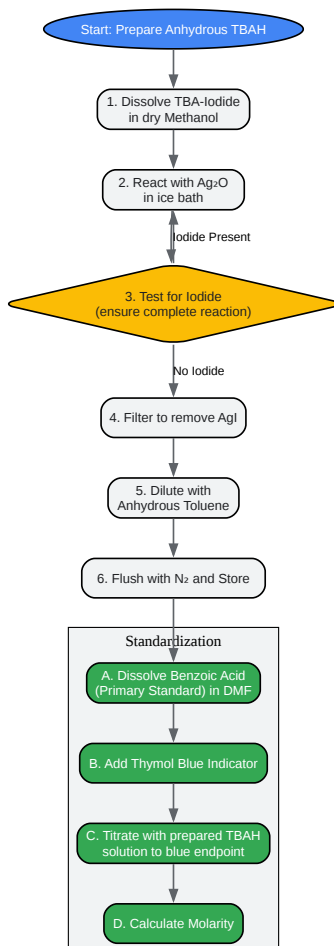 Start: Prepare Anhydrous TBAH
1. Dissolve TBA-Iodide
in dry Methanol
2. React with Ag₂O
in ice bath
Iodide Present
3. Test for Iodide
(ensure complete reaction)
No Iodide
4. Filter to remove AgI
5. Dilute with
Anhydrous Toluene
6. Flush with N₂ and Store
Standardization
A. Dissolve Benzoic Acid
(Primary Standard) in DMF
B. Add Thymol Blue Indicator
C. Titrate with prepared TBAH
solution to blue endpoint
D. Calculate Molarity